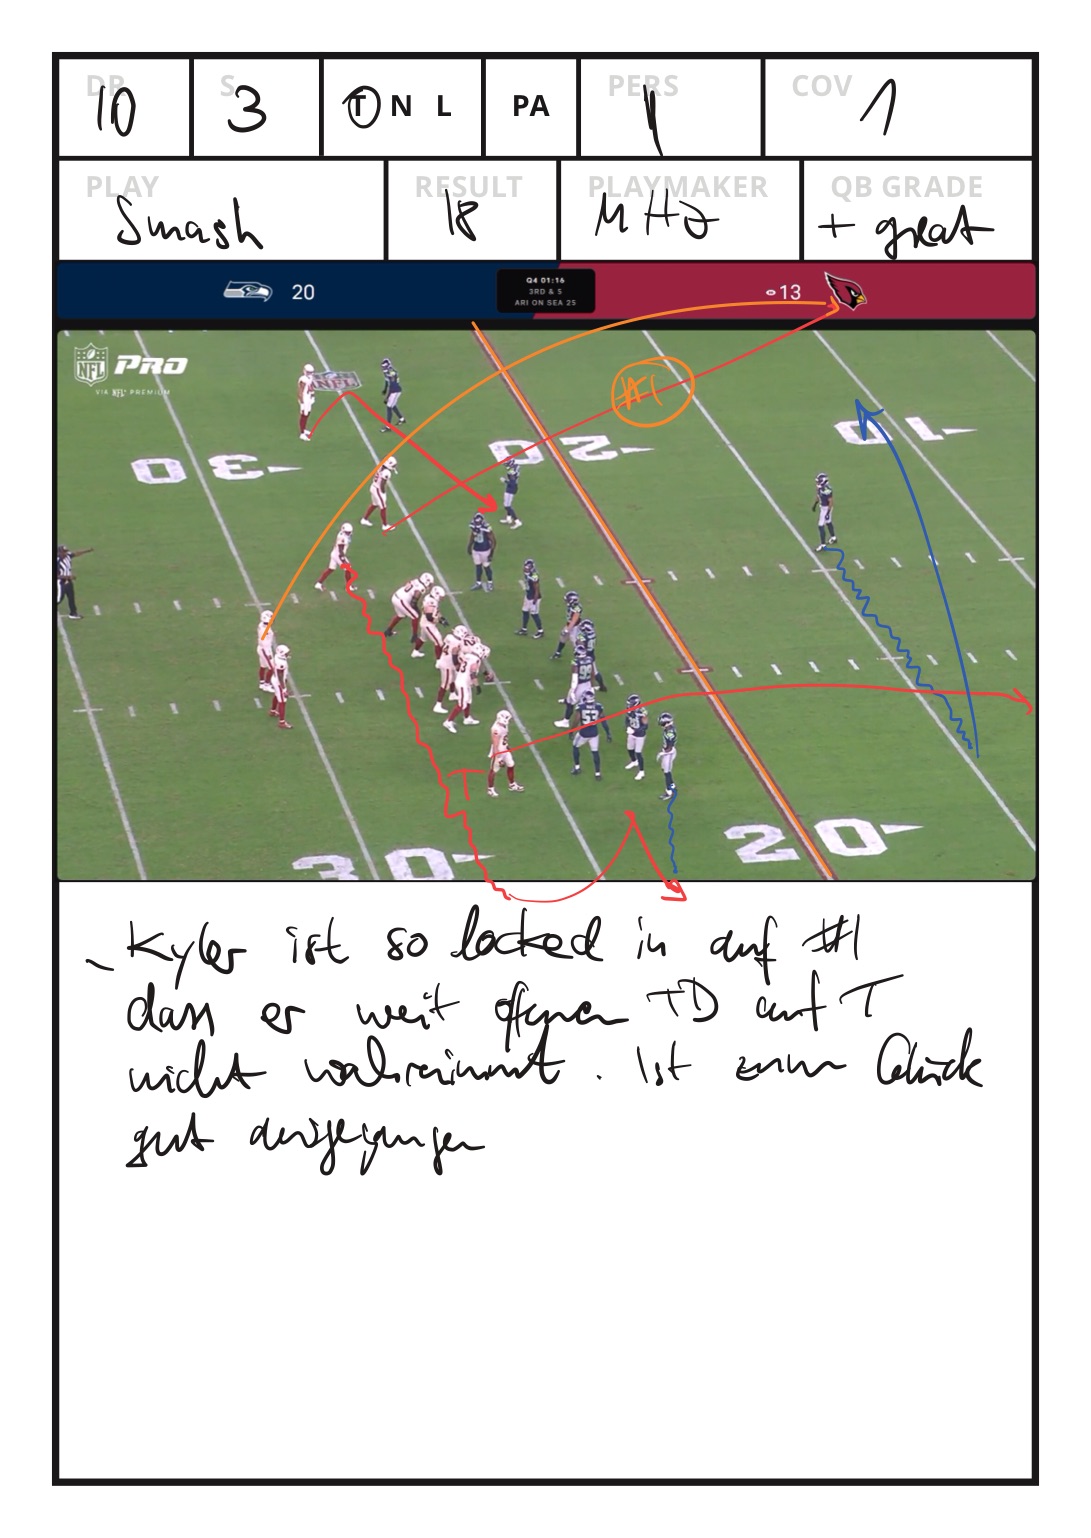 DR 10
S 3
T N L
PA
PERS 11
COV 1
PLAY Smash
RESULT 18
PLAYMAKER MHJ
QB GRADE + great
20
Q4 01:16
3RD & 5
ARI ON SEA 25
13
NFL PRO
VIA NFL+ PREMIUM
NFL
#1
10
20
30
T
30
20
- Kyler ist so locked in auf #1
dass er weit offenen TD auf T
nicht wahrnimmt. Ist zum Glück
gut ausgegangen